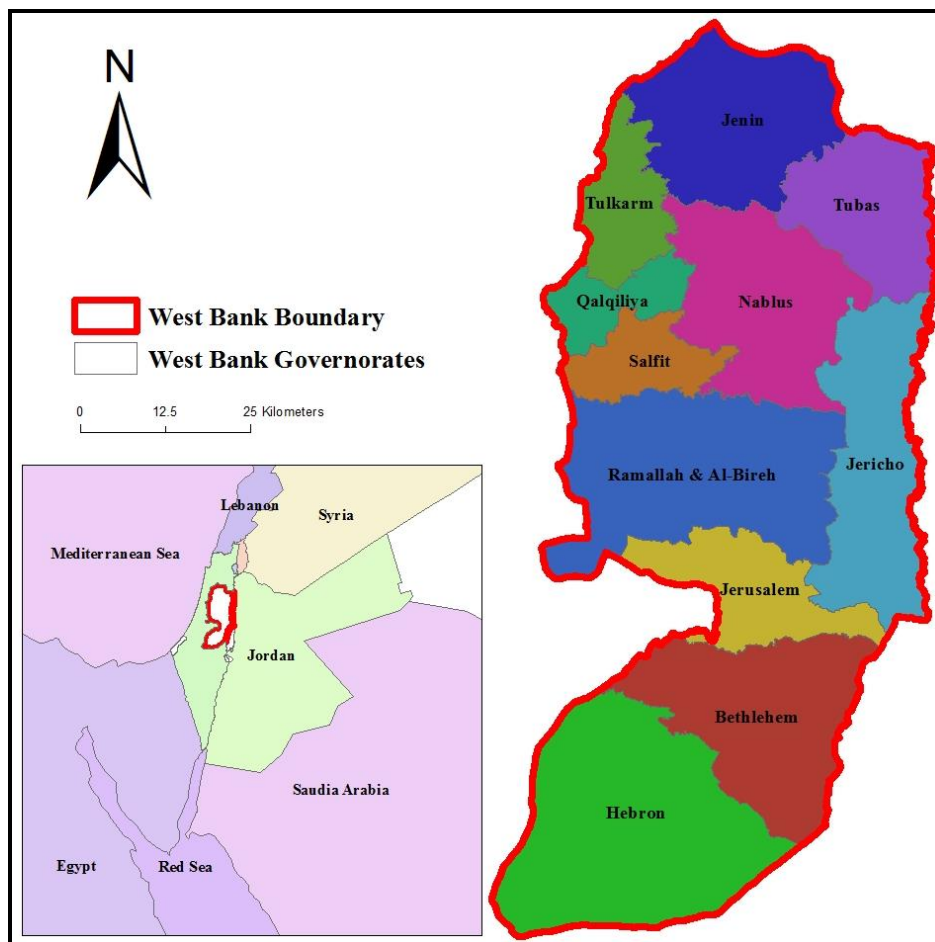 N
West Bank Boundary
West Bank Governorates
0 12.5 25 Kilometers
Jenin
Tubas
Tulkarm
Qalqiliya
Nablus
Salfit
Ramallah & Al-Bireh
Jericho
Jerusalem
Bethlehem
Hebron
Lebanon
Syria
Mediterranean Sea
Jordan
Saudia Arabia
Egypt
Red Sea